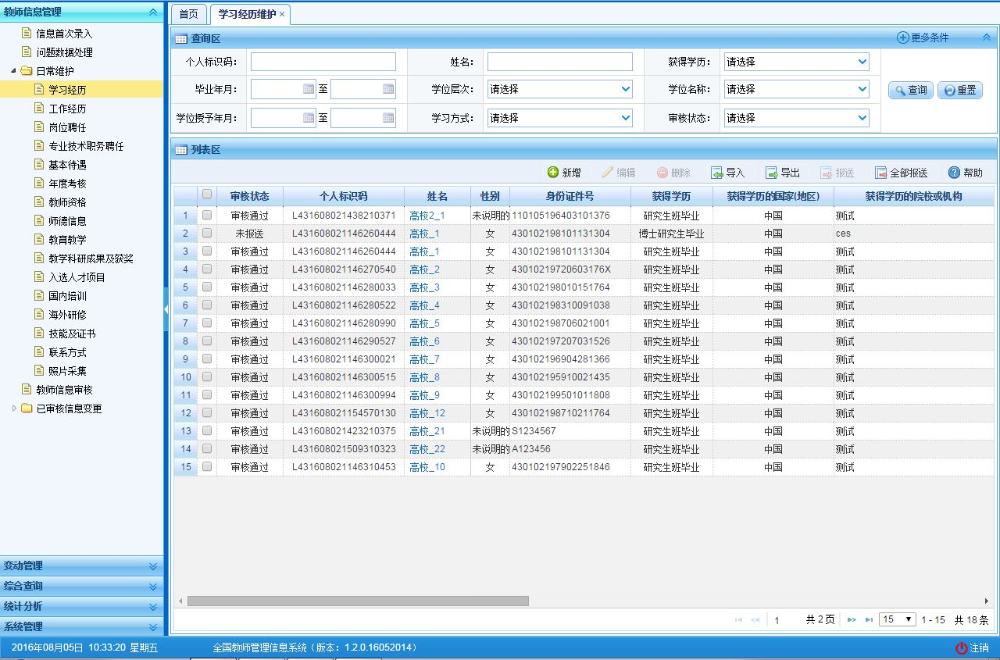 教师信息管理
信息首次录入
问题数据处理
日常维护
学习经历
工作经历
岗位聘任
专业技术职务聘任
基本待遇
年度考核
教师资格
师德信息
教育教学
教学科研成果及获奖
入选人才项目
国内培训
海外研修
技能及证书
联系方式
照片采集
教师信息审核
已审核信息变更
变动管理
综合查询
统计分析
系统管理
首页 学习经历维护 ×
查询区 更多条件
个人标识码： 姓名： 获得学历： 请选择
毕业年月： 至 学位层次： 请选择 学位名称： 请选择 查询 重置
学位授予年月： 至 学习方式： 请选择 审核状态： 请选择
列表区
新增 编辑 删除 导入 导出 报送 全部报送 帮助
审核状态 个人标识码 姓名 性别 身份证件号 获得学历 获得学历的国家(地区) 获得学历的院校或机构
1 审核通过 L431608021438210371 高校2_1 未说明的 110105196403101376 研究生班毕业 中国 测试
2 未报送 L431608021146260444 高校_1 女 430102198101131304 博士研究生毕业 中国 ces
3 审核通过 L431608021146260444 高校_1 女 430102198101131304 研究生班毕业 中国 测试
4 审核通过 L431608021146270540 高校_2 女 43010219720603176X 研究生班毕业 中国 测试
5 审核通过 L431608021146280033 高校_3 女 430102198010151764 研究生班毕业 中国 测试
6 审核通过 L431608021146280522 高校_4 女 430102198310091038 研究生班毕业 中国 测试
7 审核通过 L431608021146280990 高校_5 女 430102198706021001 研究生班毕业 中国 测试
8 审核通过 L431608021146290527 高校_6 女 430102197207031526 研究生班毕业 中国 测试
9 审核通过 L431608021146300021 高校_7 女 430102196904281366 研究生班毕业 中国 测试
10 审核通过 L431608021146300515 高校_8 女 430102195910021435 研究生班毕业 中国 测试
11 审核通过 L431608021146300994 高校_9 女 430102199501011808 研究生班毕业 中国 测试
12 审核通过 L431608021154570130 高校_12 女 430102198710211764 研究生班毕业 中国 测试
13 审核通过 L431608021423210375 高校_21 未说明的 S1234567 研究生班毕业 中国 测试
14 审核通过 L431608021509310323 高校_22 未说明的 A123456 研究生班毕业 中国 测试
15 审核通过 L431608021146310453 高校_10 女 430102197902251846 研究生班毕业 中国 测试
1 共 2 页 15 1 - 15 共 18 条
2016年08月05日 10:33:20 星期五 全国教师管理信息系统（版本：1.2.0.16052014） 注销